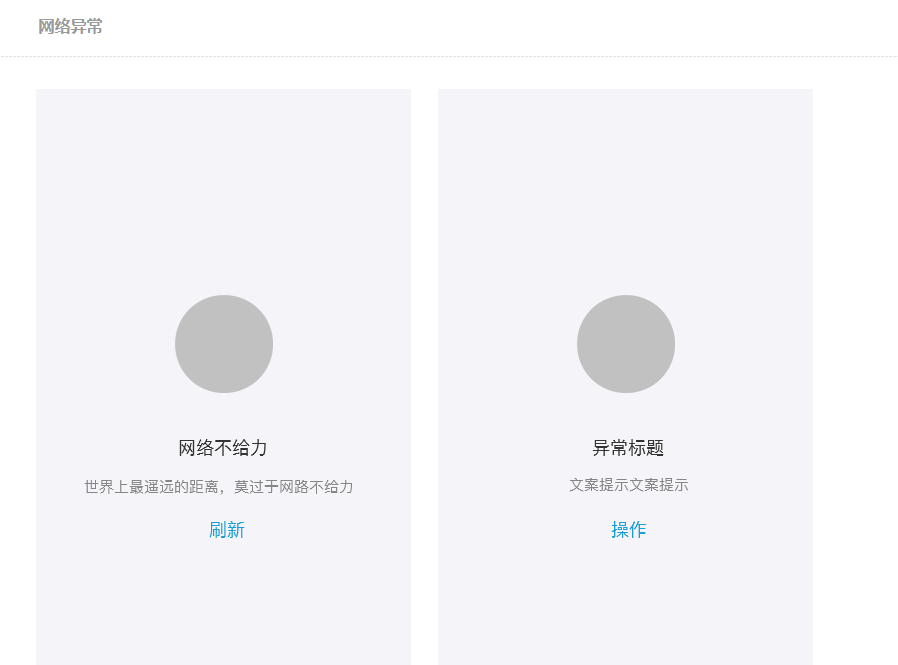 网络异常
网络不给力
世界上最遥远的距离，莫过于网路不给力
刷新
异常标题
文案提示文案提示
操作